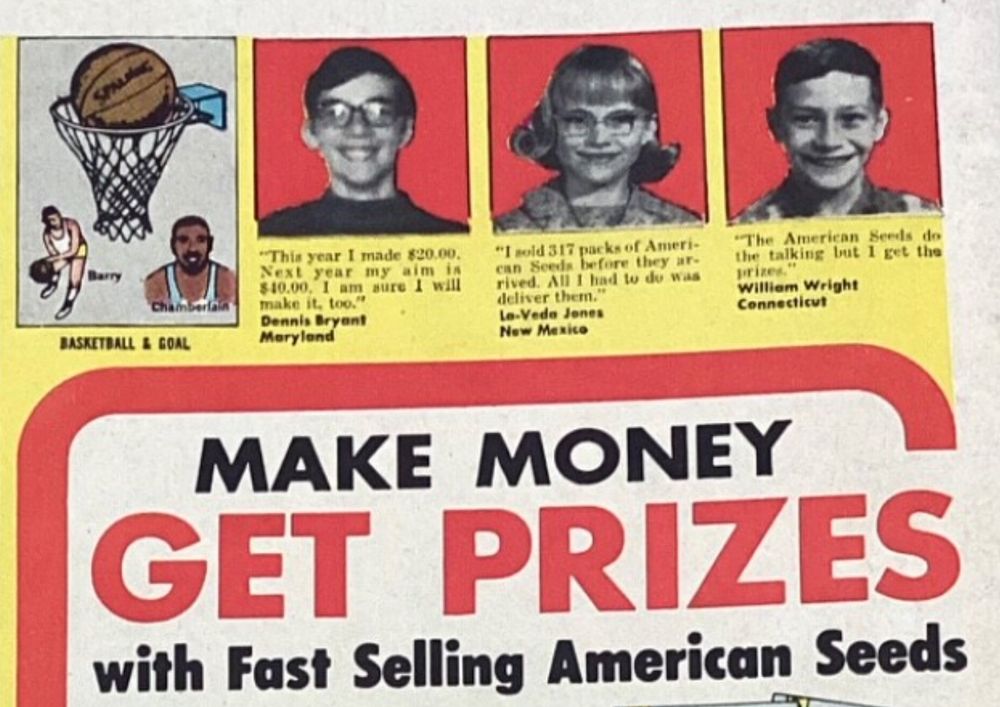 SPALDING
Barry
Chamberlain
BASKETBALL & GOAL
"This year I made $20.00.
Next year my aim is
$40.00. I am sure I will
make it, too."
Dennis Bryant
Maryland
"I sold 317 packs of Ameri-
can Seeds before they ar-
rived. All I had to do was
deliver them."
La-Veda Jones
New Mexico
"The American Seeds do
the talking but I get the
prizes."
William Wright
Connecticut
MAKE MONEY
GET PRIZES
with Fast Selling American Seeds